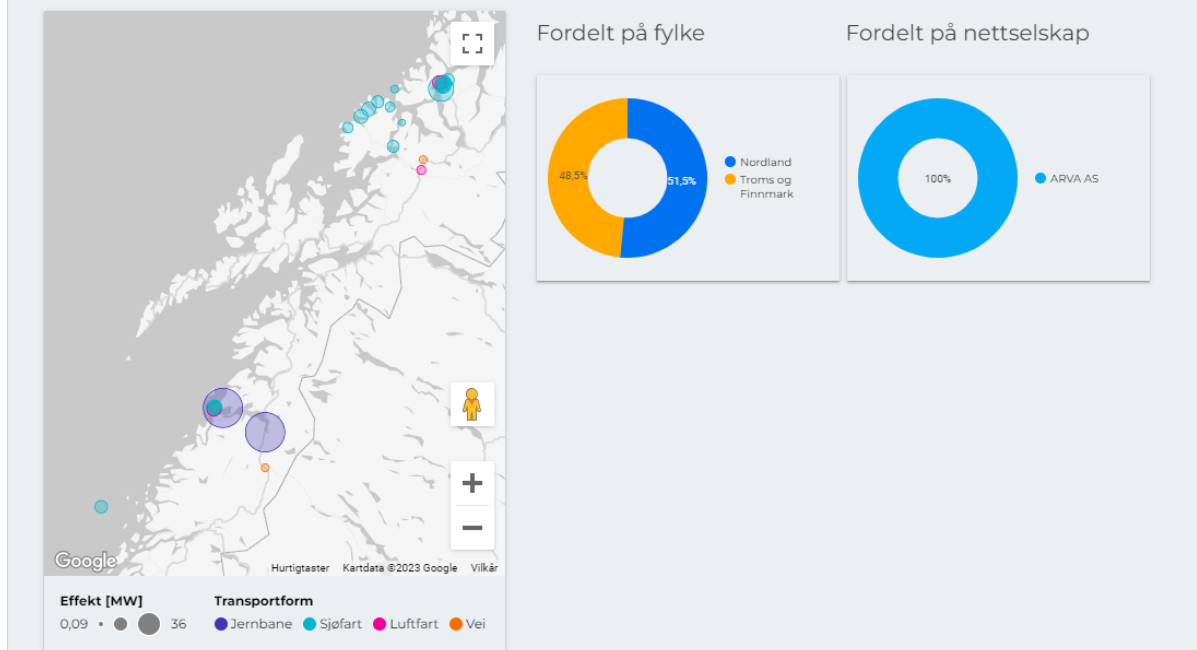 Fordelt på fylke
Fordelt på nettselskap
48,5%
51,5%
Nordland
Troms og
Finnmark
100%
ARVA AS
Google
Hurtigtaster Kartdata ©2023 Google Vilkår
Effekt [MW]
0,09 36
Transportform
Jernbane Sjøfart Luftfart Vei